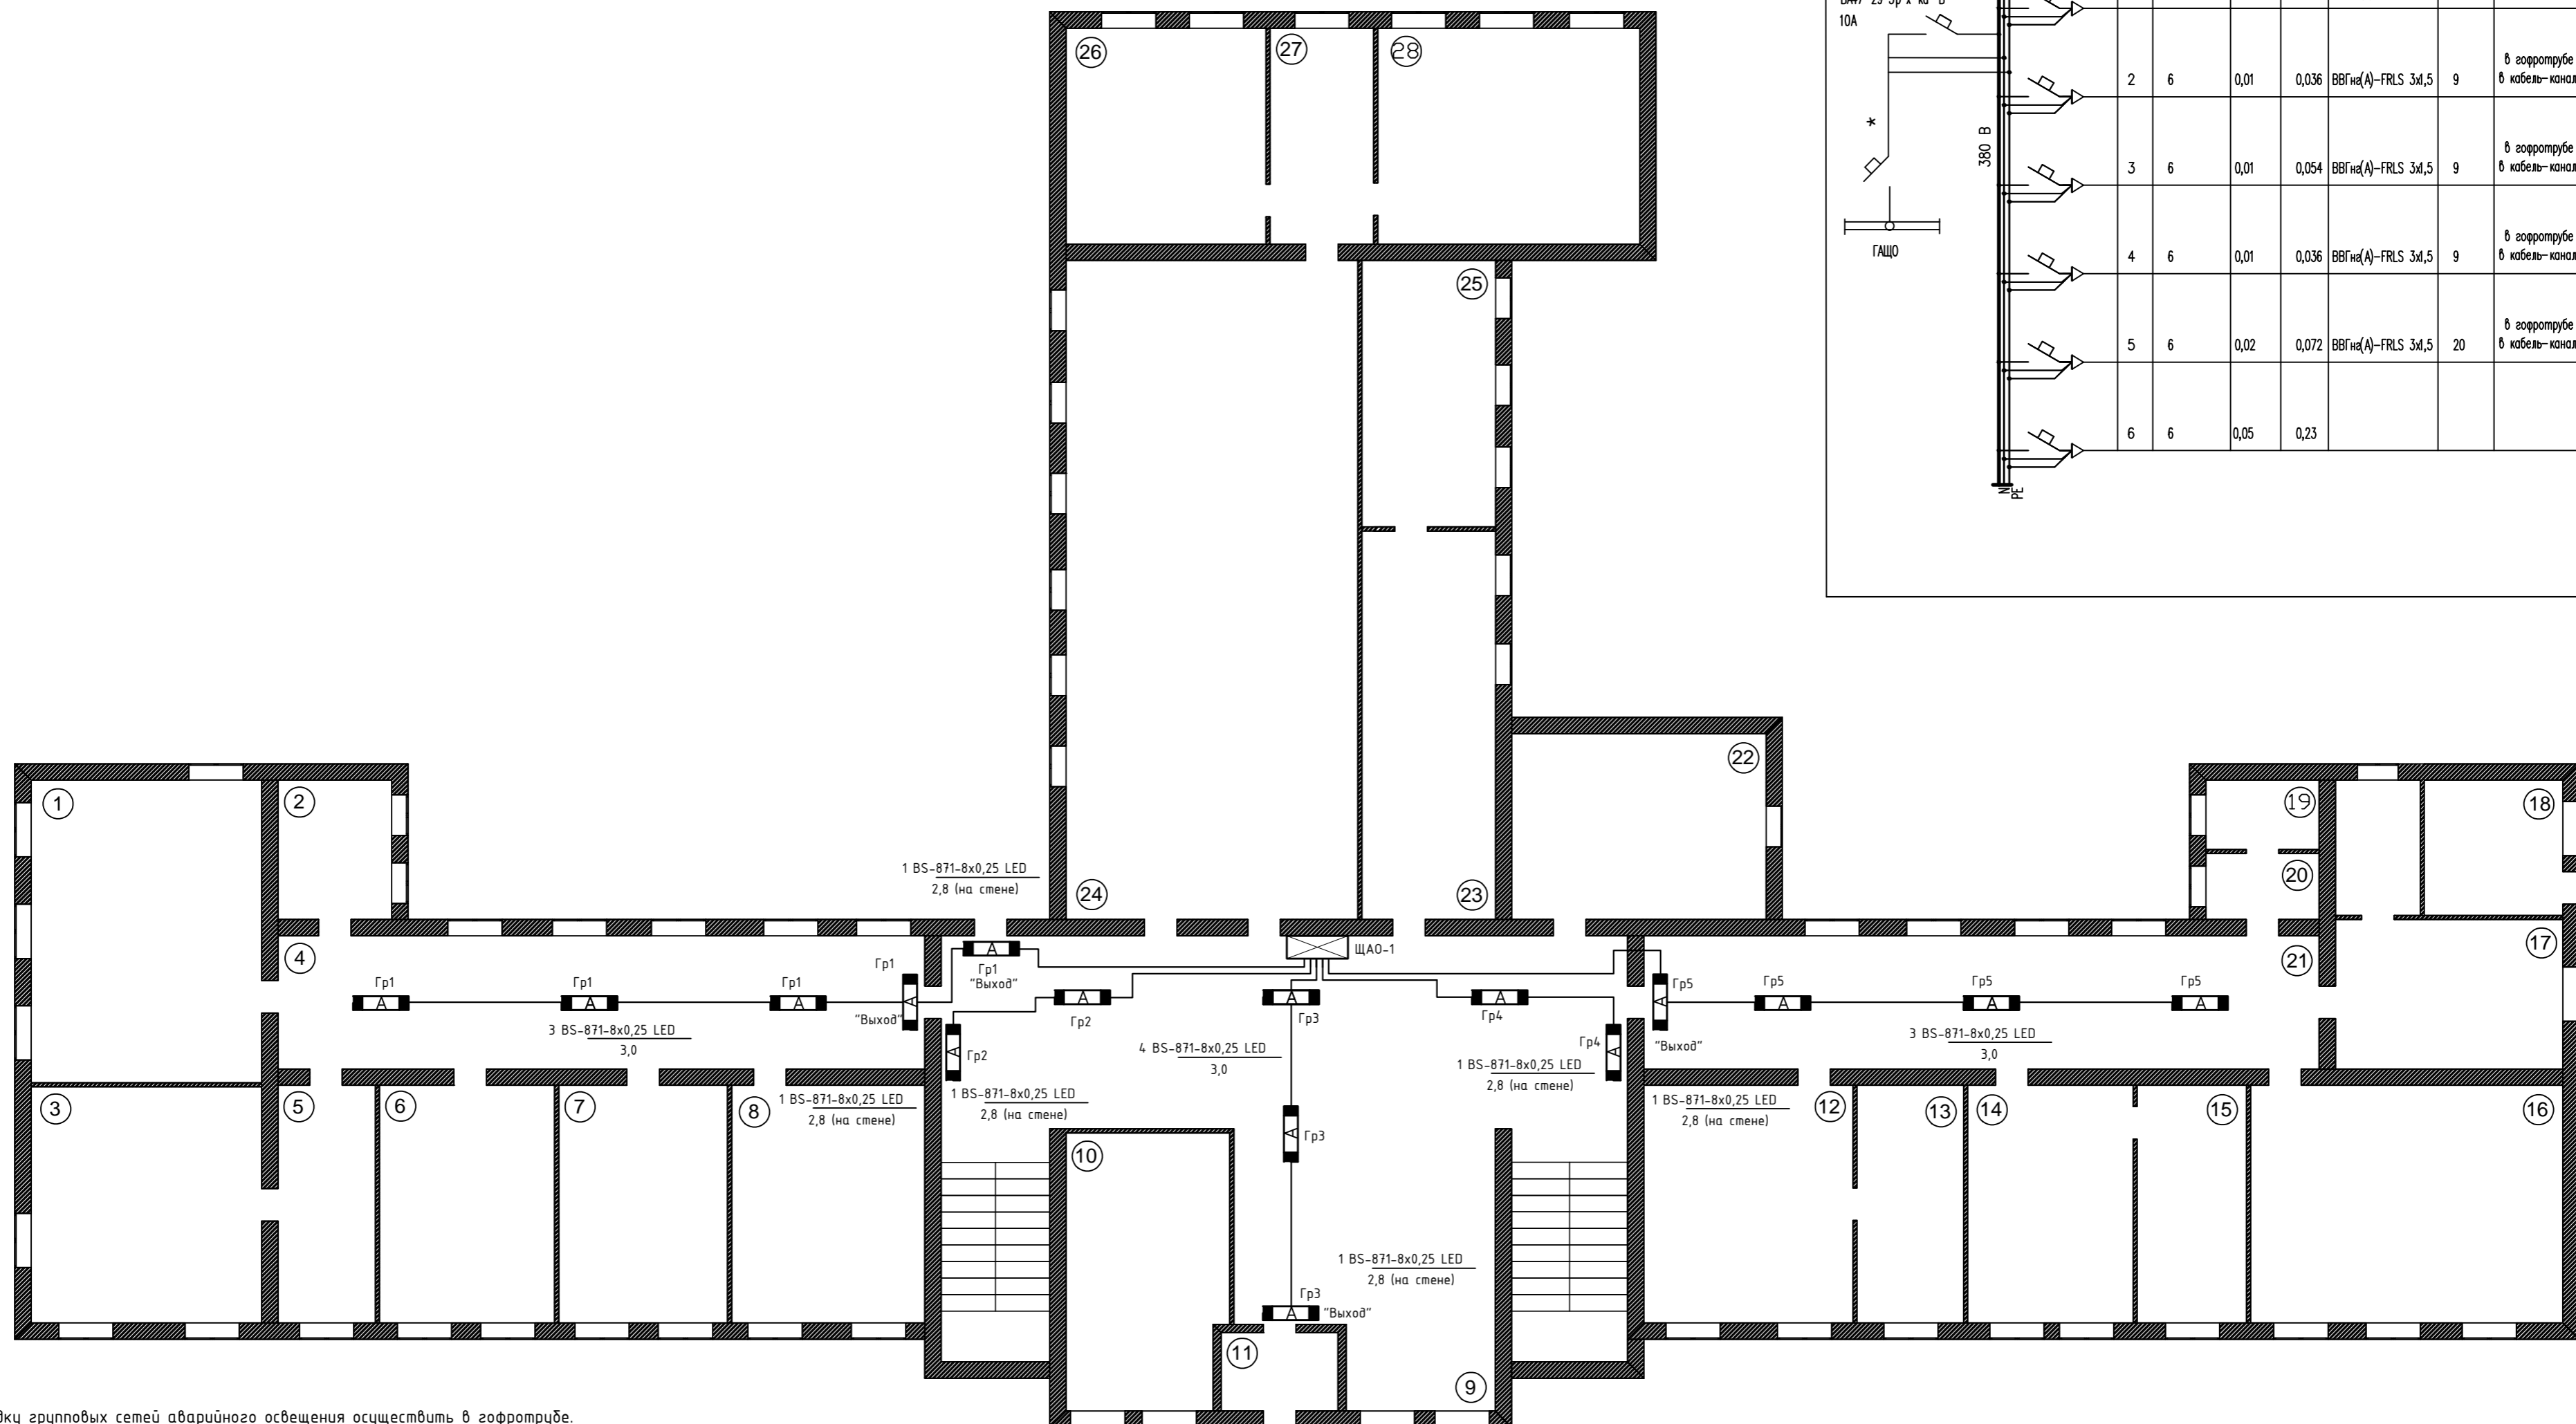 10А
380 В
*
ГАЩО
N
PE
2 6 0,01 0,036 ВВГнг(А)-FRLS 3х1,5 9 в гофротрубе
в кабель-канал
3 6 0,01 0,054 ВВГнг(А)-FRLS 3х1,5 9 в гофротрубе
в кабель-канал
4 6 0,01 0,036 ВВГнг(А)-FRLS 3х1,5 9 в гофротрубе
в кабель-канал
5 6 0,02 0,072 ВВГнг(А)-FRLS 3х1,5 20 в гофротрубе
в кабель-канал
6 6 0,05 0,23
26
27
28
25
22
1
2
19
18
20
24
23
1 BS-871-8х0,25 LED
2,8 (на стене)
4
ЩАО-1
21
17
Гр1
Гр1
Гр1
Гр1
"Выход"
Гр1
"Выход"
А
А
А
А
А
3 BS-871-8х0,25 LED
3,0
Гр2
А
Гр2
А
Гр3
А
4 BS-871-8х0,25 LED
3,0
Гр4
А
Гр4
А
1 BS-871-8х0,25 LED
2,8 (на стене)
Гр5
А
"Выход"
Гр5
А
Гр5
А
Гр5
А
3 BS-871-8х0,25 LED
3,0
3
5
6
7
8
1 BS-871-8х0,25 LED
2,8 (на стене)
1 BS-871-8х0,25 LED
2,8 (на стене)
1 BS-871-8х0,25 LED
2,8 (на стене)
12
13
14
15
16
10
А
Гр3
1 BS-871-8х0,25 LED
2,8 (на стене)
Гр3
А
"Выход"
11
9
групповых сетей аварийного освещения осуществить в гофротрубе.